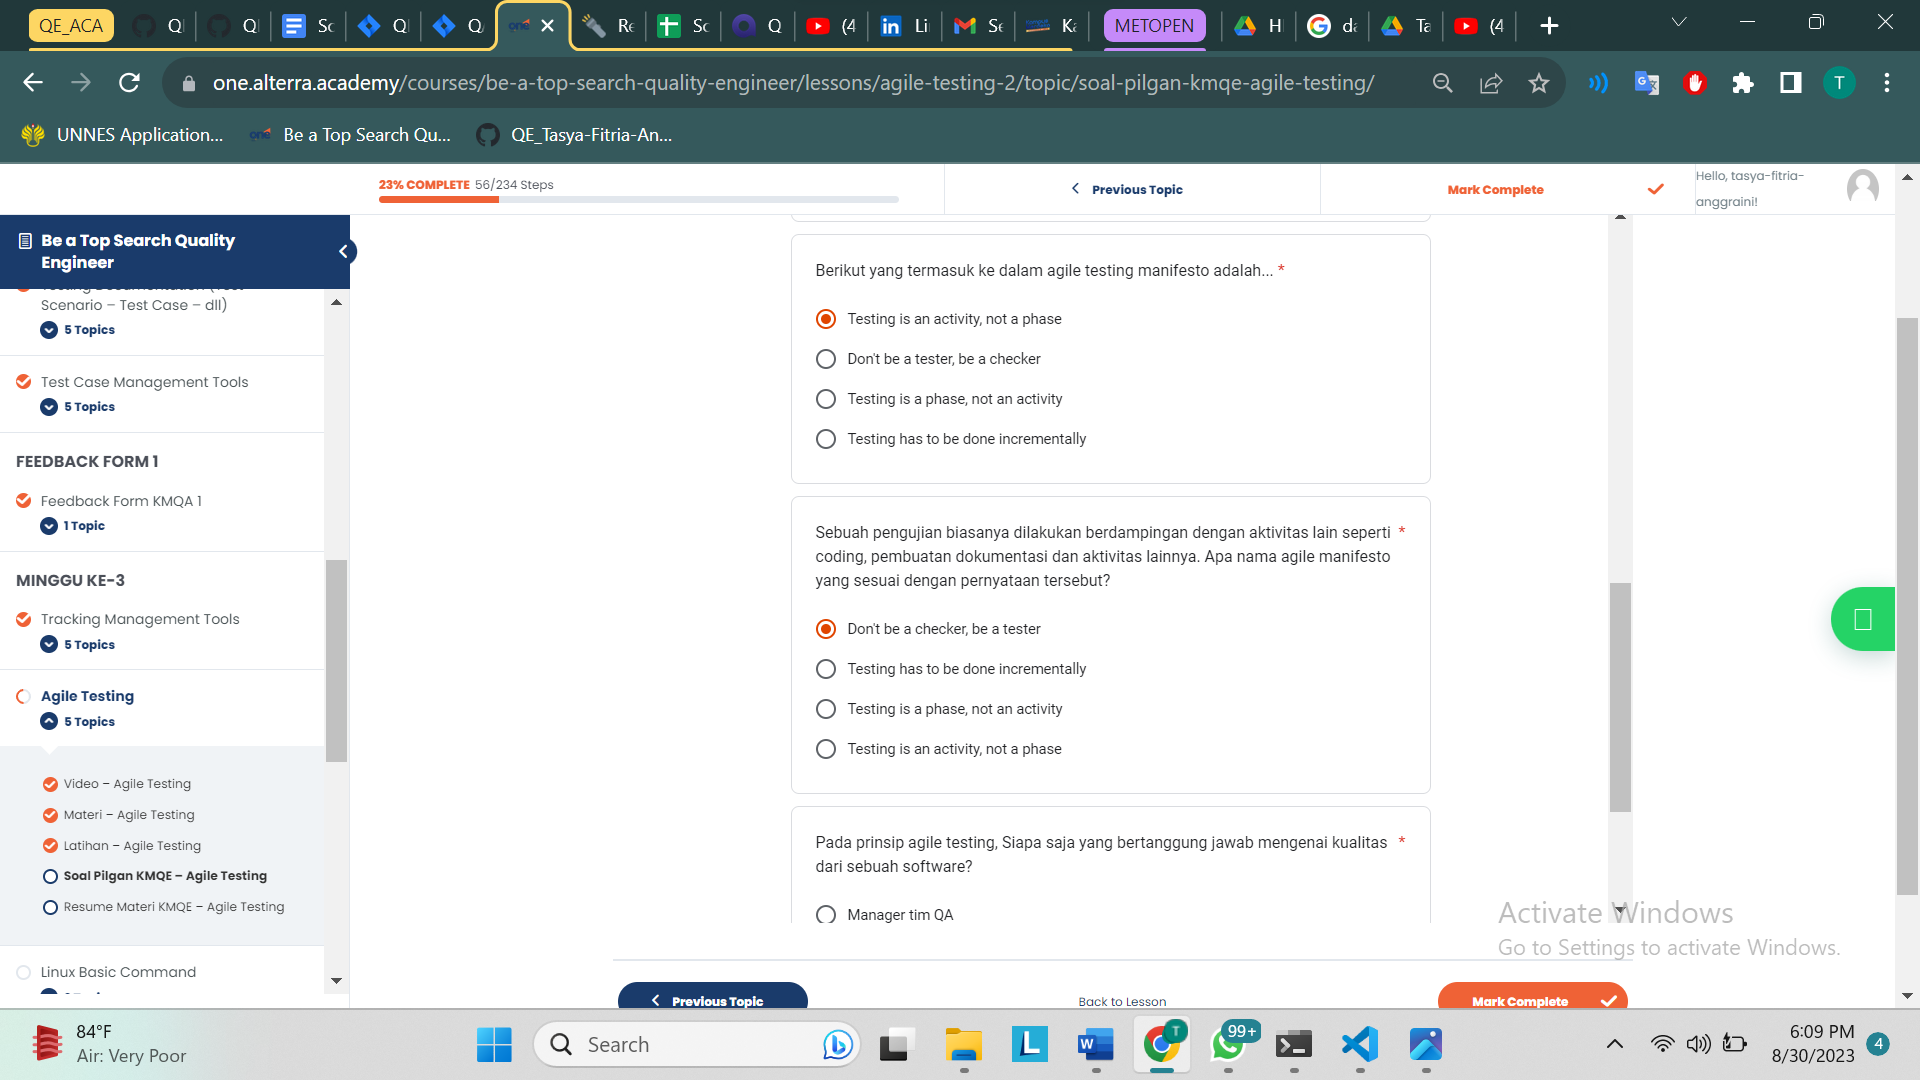 QE_ACA
Sc
Re
Sc
(4
Li
Se
METOPEN
(4
one.alterra.academy/courses/be-a-top-search-quality-engineer/lessons/agile-testing-2/topic/soal-pilgan-kmqe-agile-testing/
T
UNNES Application...
one
Be a Top Search Qu...
QE_Tasya-Fitria-An...
23% COMPLETE 56/234 Steps
Previous Topic
Mark Complete
Hello, tasya-fitria-
anggraini!
Be a Top Search Quality
Engineer
Scenario – Test Case – dll)
5 Topics
Test Case Management Tools
5 Topics
FEEDBACK FORM 1
Feedback Form KMQA 1
1 Topic
MINGGU KE-3
Tracking Management Tools
5 Topics
Agile Testing
5 Topics
Video – Agile Testing
Materi – Agile Testing
Latihan – Agile Testing
Soal Pilgan KMQE – Agile Testing
Resume Materi KMQE – Agile Testing
Linux Basic Command
Berikut yang termasuk ke dalam agile testing manifesto adalah... *
Testing is an activity, not a phase
Don't be a tester, be a checker
Testing is a phase, not an activity
Testing has to be done incrementally
Sebuah pengujian biasanya dilakukan berdampingan dengan aktivitas lain seperti *
coding, pembuatan dokumentasi dan aktivitas lainnya. Apa nama agile manifesto
yang sesuai dengan pernyataan tersebut?
Don't be a checker, be a tester
Testing has to be done incrementally
Testing is a phase, not an activity
Testing is an activity, not a phase
Pada prinsip agile testing, Siapa saja yang bertanggung jawab mengenai kualitas *
dari sebuah software?
Manager tim QA
Activate Windows
Go to Settings to activate Windows.
Previous Topic
Back to Lesson
Mark Complete
84°F
Air: Very Poor
Search
99+
6:09 PM
8/30/2023
4